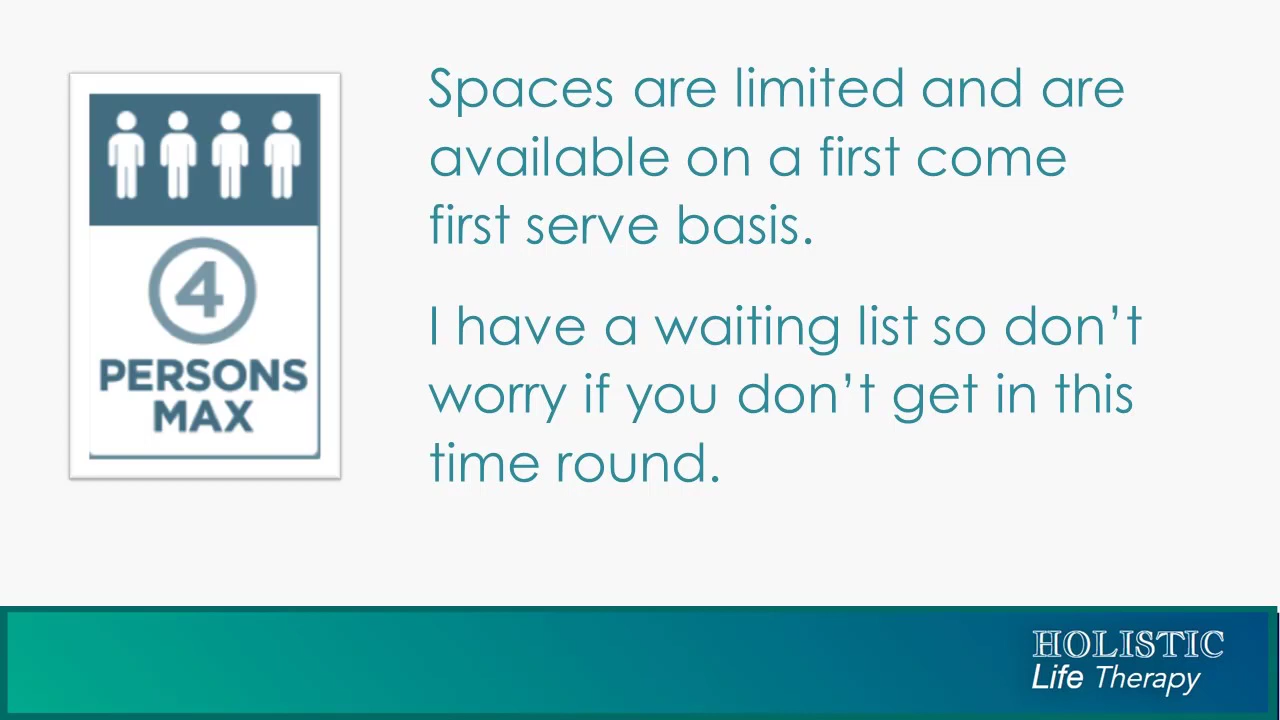 4
PERSONS
MAX
Spaces are limited and are
available on a first come
first serve basis.
I have a waiting list so don’t
worry if you don’t get in this
time round.
HOLISTIC
Life Therapy